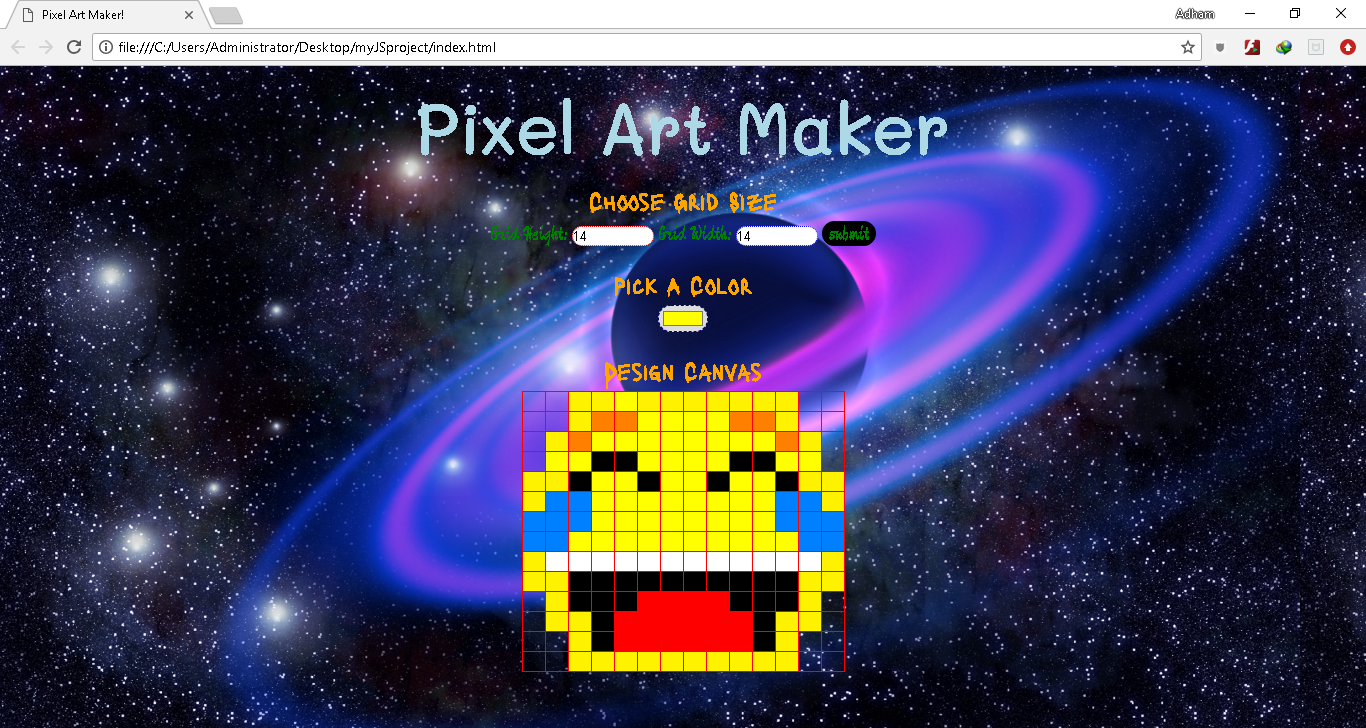 Pixel Art Maker!
Adham
file:///C:/Users/Administrator/Desktop/myJSproject/index.html
Pixel Art Maker
Choose Grid Size
Grid Height: 14 Grid Width: 14 submit
Pick A Color
Design Canvas